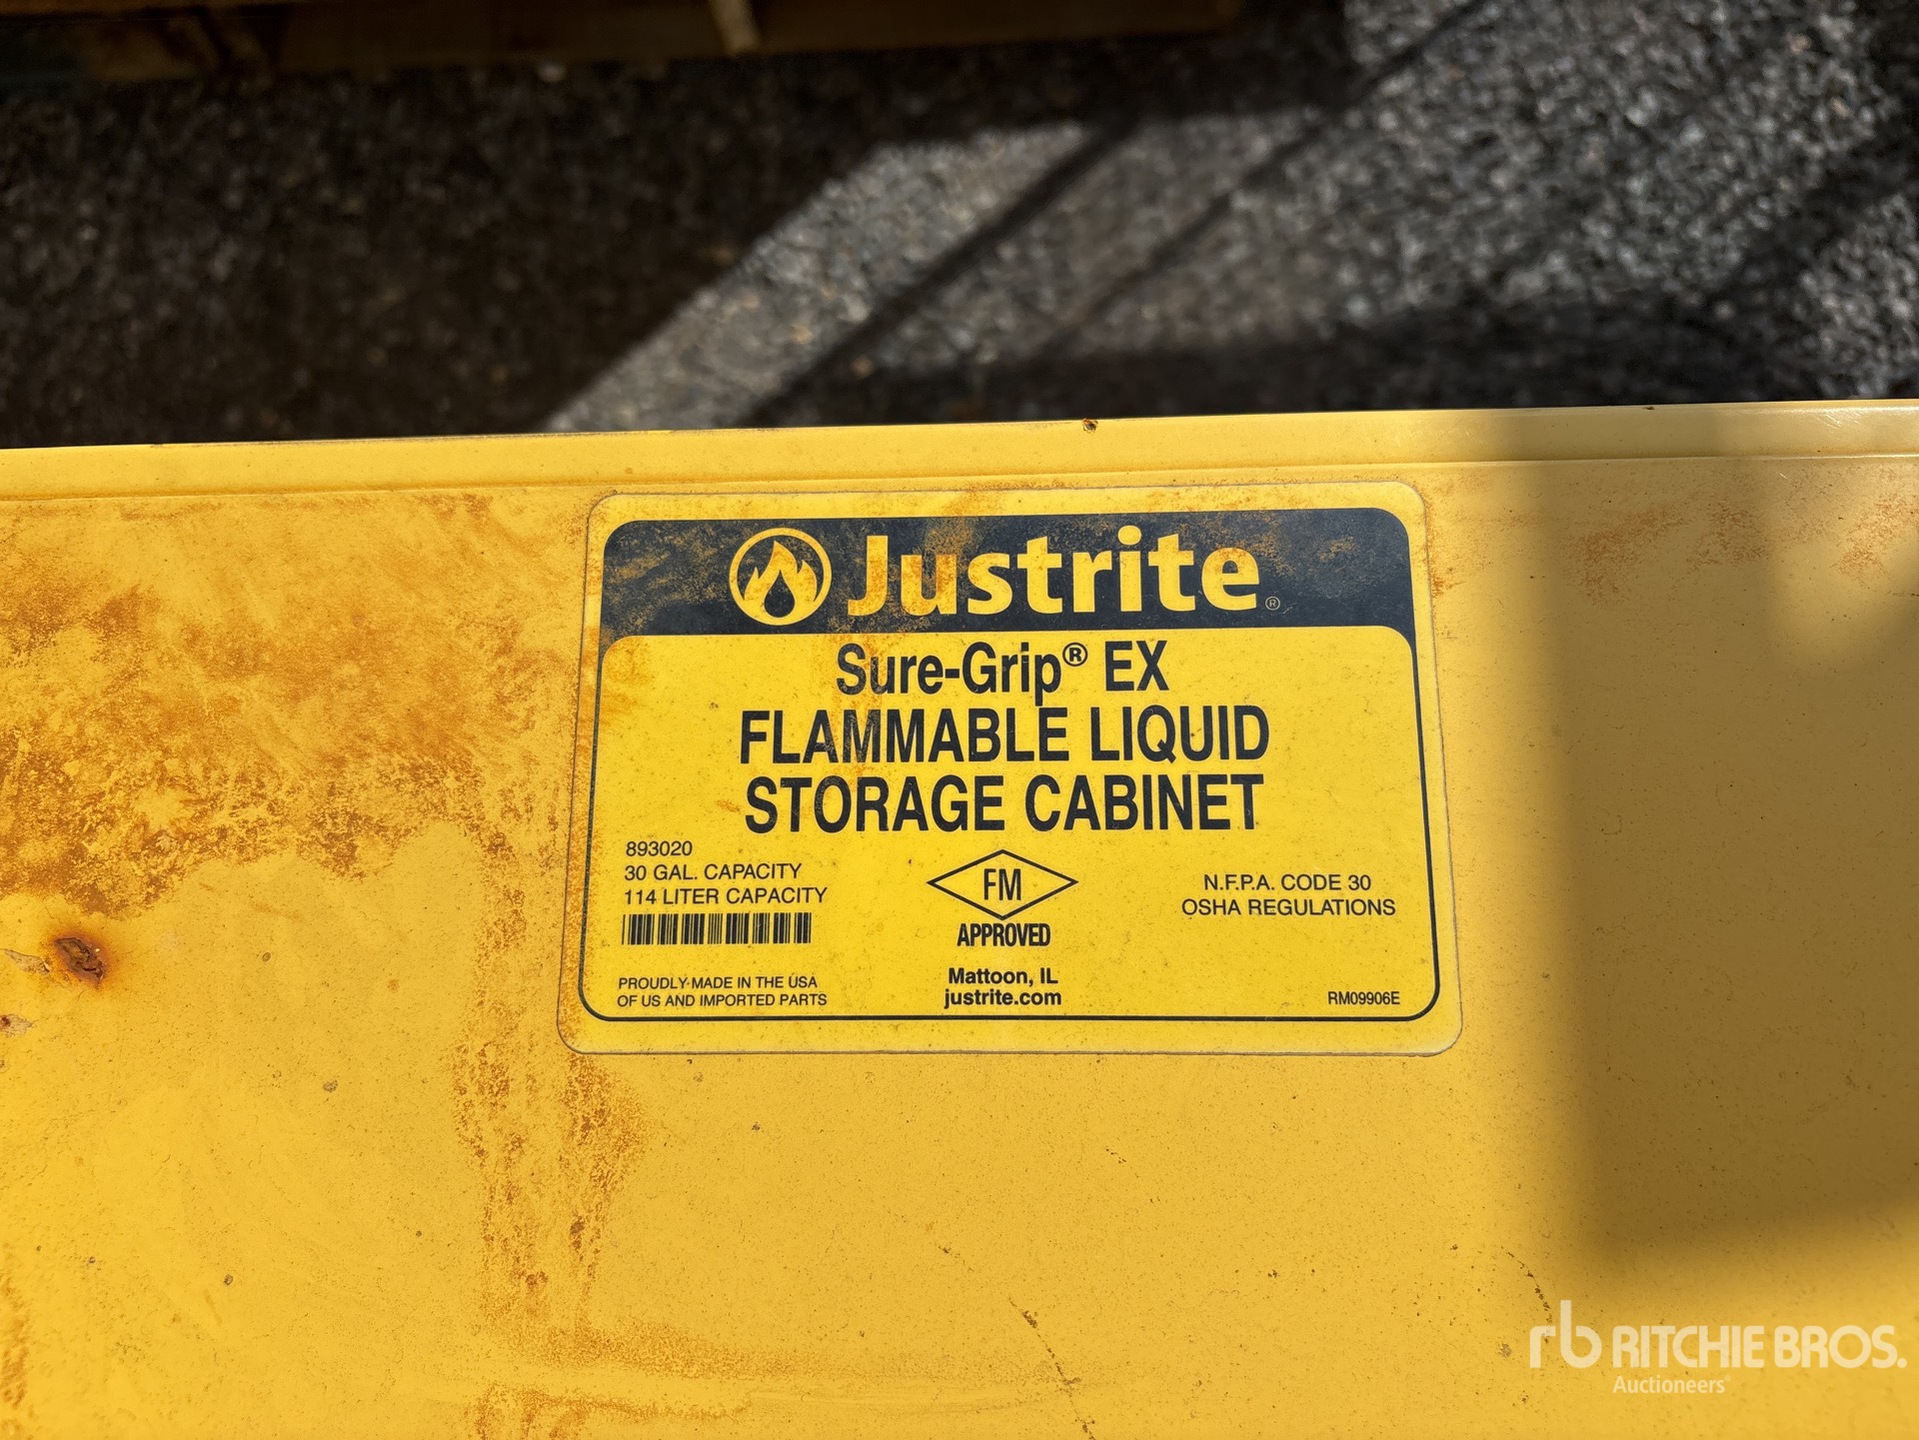 Justrite®
Sure-Grip® EX
FLAMMABLE LIQUID
STORAGE CABINET
893020
30 GAL. CAPACITY
114 LITER CAPACITY
FM
APPROVED
N.F.P.A. CODE 30
OSHA REGULATIONS
PROUDLY MADE IN THE USA
OF US AND IMPORTED PARTS
Mattoon, IL
justrite.com
RM09906E
rb RITCHIE BROS.
Auctioneers